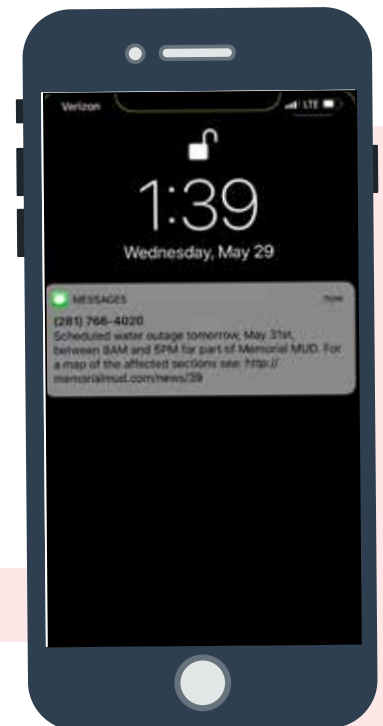 Verizon LTE
1:39
Wednesday, May 29
MESSAGES now
(281) 766-4020
Scheduled water outage tomorrow, May 31st,
between 8AM and 5PM for part of Memorial MUD. For
a map of the affected sections see: http://
memorialmud.com/news/39